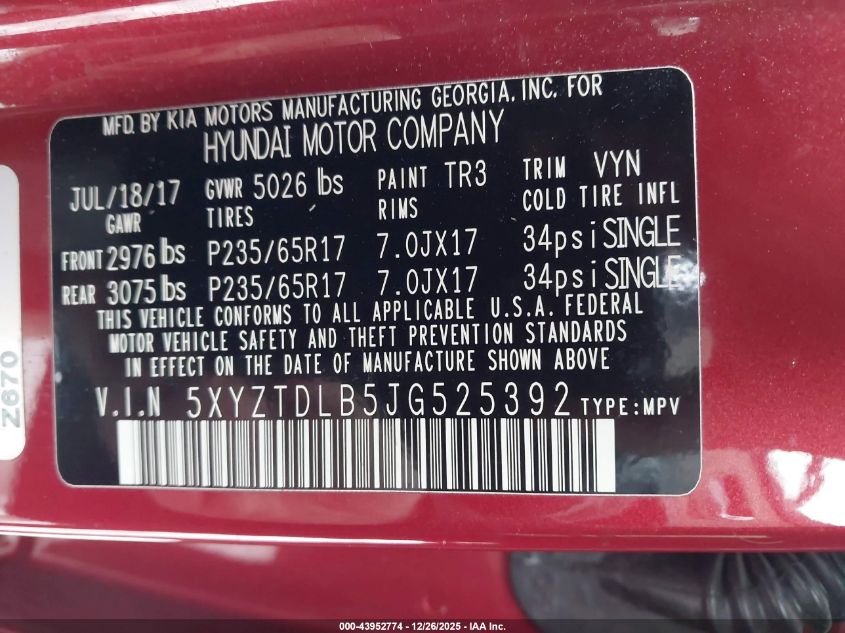 MFD. BY KIA MOTORS MANUFACTURING GEORGIA, INC. FOR
HYUNDAI MOTOR COMPANY
JUL/18/17 GVWR 5026 lbs PAINT TR3 TRIM VYN
GAWR TIRES RIMS COLD TIRE INFL
FRONT 2976 lbs P235/65R17 7.0JX17 34psi SINGLE
REAR 3075 lbs P235/65R17 7.0JX17 34psi SINGLE
THIS VEHICLE CONFORMS TO ALL APPLICABLE U.S.A. FEDERAL
MOTOR VEHICLE SAFETY AND THEFT PREVENTION STANDARDS
IN EFFECT ON THE DATE OF MANUFACTURE SHOWN ABOVE
V.I.N 5XYZTDLB5JG525392 TYPE:MPV
Z670
000-43952774 - 12/26/2025 - IAA Inc.